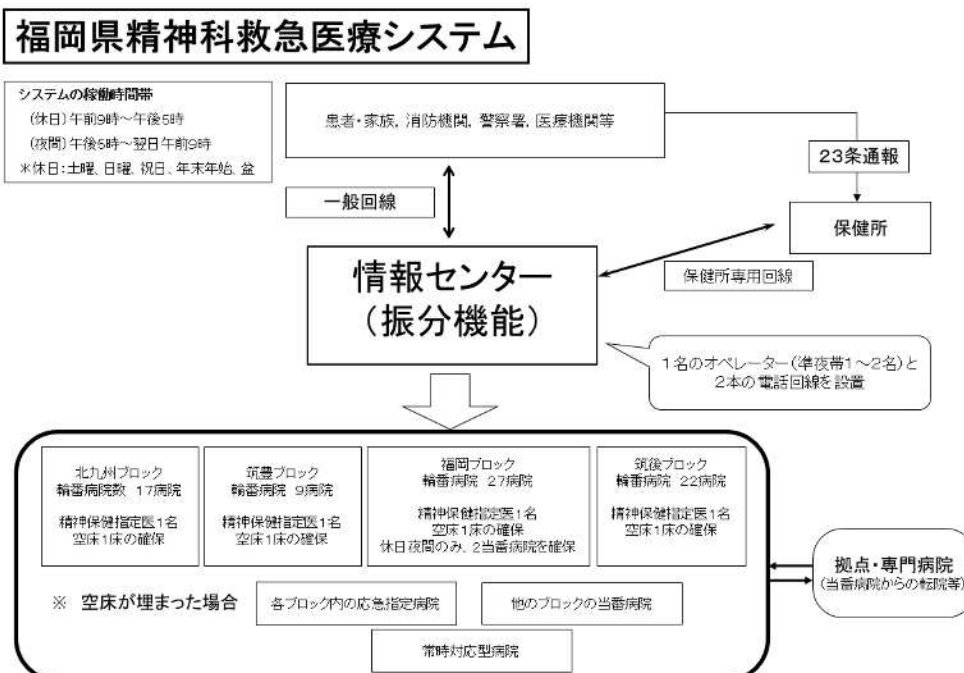 福岡県精神科救急医療システム
システムの稼働時間帯
(休日)午前9時～午後5時
(夜間)午後5時～翌日午前9時
＊休日:土曜、日曜、祝日、年末年始、盆
患者・家族，消防機関，警察署，医療機関等
23条通報
一般回線
保健所
情報センター
(振分機能)
保健所専用回線
1名のオペレーター(準夜帯1～2名)と
2本の電話回線を設置
北九州ブロック
輪番病院数 17病院
精神保健指定医1名
空床1床の確保
筑豊ブロック
輪番病院 9病院
精神保健指定医1名
空床1床の確保
福岡ブロック
輪番病院 27病院
精神保健指定医1名
空床1床の確保
休日夜間のみ、2当番病院を確保
筑後ブロック
輪番病院 22病院
精神保健指定医1名
空床1床の確保
拠点・専門病院
(当番病院からの転院等)
※ 空床が埋まった場合
各ブロック内の応急指定病院
他のブロックの当番病院
常時対応型病院